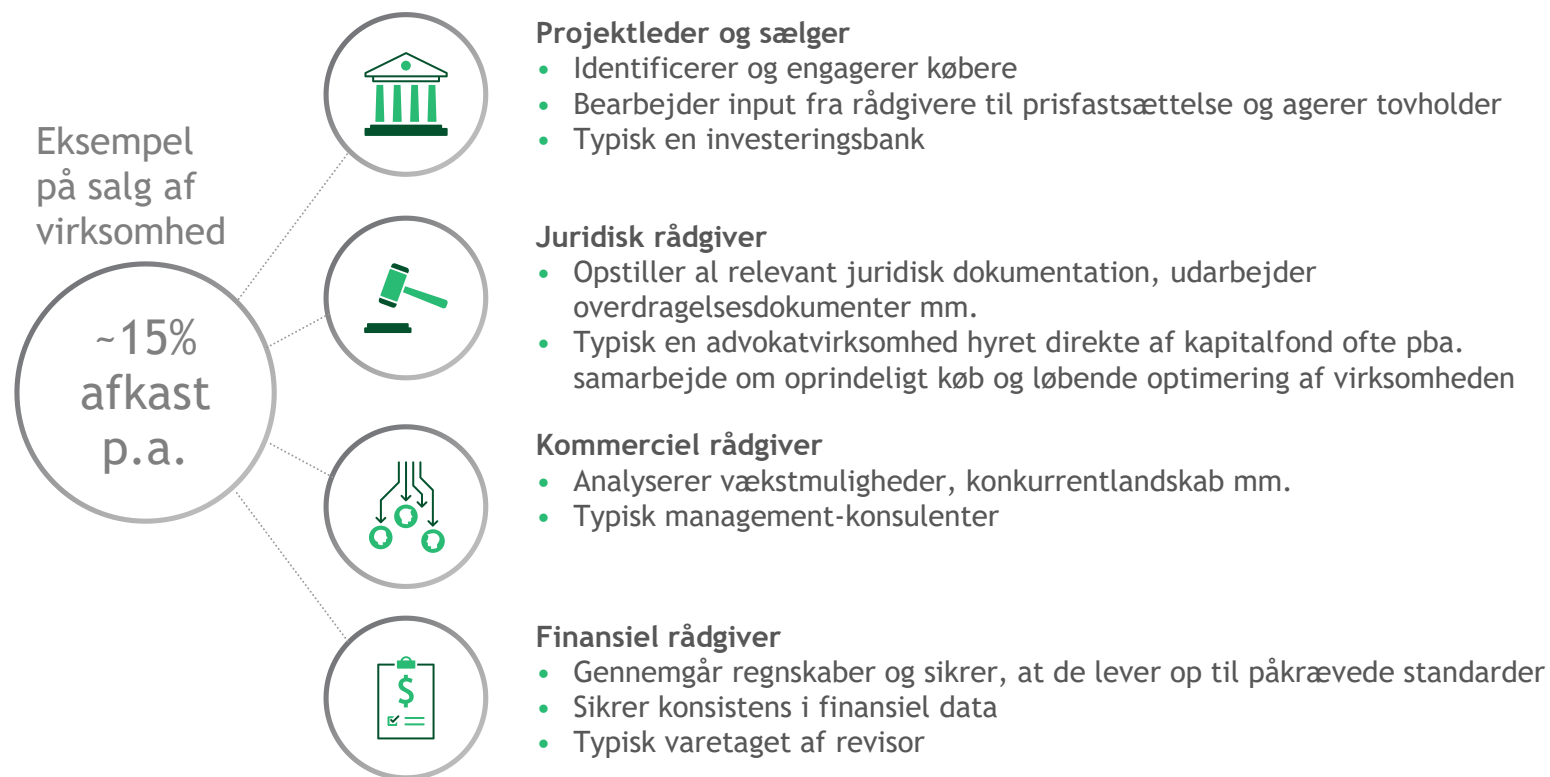 Eksempel
på salg af
virksomhed
~15%
afkast
p.a.
Projektleder og sælger
• Identificerer og engagerer købere
• Bearbejder input fra rådgivere til prisfastsættelse og agerer tovholder
• Typisk en investeringsbank
Juridisk rådgiver
• Opstiller al relevant juridisk dokumentation, udarbejder
overdragelsesdokumenter mm.
• Typisk en advokatvirksomhed hyret direkte af kapitalfond ofte pba.
samarbejde om oprindeligt køb og løbende optimering af virksomheden
Kommerciel rådgiver
• Analyserer vækstmuligheder, konkurrentlandskab mm.
• Typisk management-konsulenter
$
Finansiel rådgiver
• Gennemgår regnskaber og sikrer, at de lever op til påkrævede standarder
• Sikrer konsistens i finansiel data
• Typisk varetaget af revisor